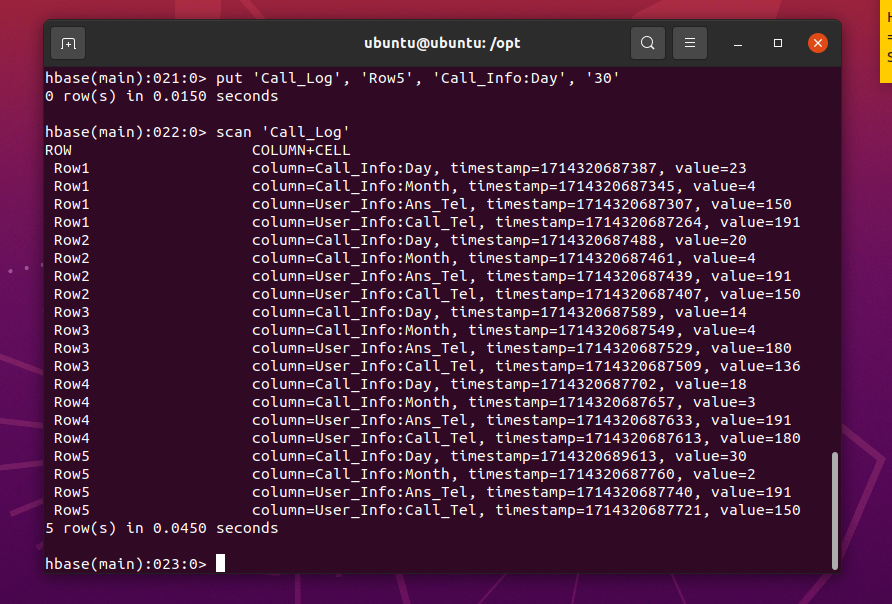 ubuntu@ubuntu: /opt
hbase(main):021:0> put 'Call_Log', 'Row5', 'Call_Info:Day', '30'
0 row(s) in 0.0150 seconds
hbase(main):022:0> scan 'Call_Log'
ROW COLUMN+CELL
Row1 column=Call_Info:Day, timestamp=1714320687387, value=23
Row1 column=Call_Info:Month, timestamp=1714320687345, value=4
Row1 column=User_Info:Ans_Tel, timestamp=1714320687307, value=150
Row1 column=User_Info:Call_Tel, timestamp=1714320687264, value=191
Row2 column=Call_Info:Day, timestamp=1714320687488, value=20
Row2 column=Call_Info:Month, timestamp=1714320687461, value=4
Row2 column=User_Info:Ans_Tel, timestamp=1714320687439, value=191
Row2 column=User_Info:Call_Tel, timestamp=1714320687407, value=150
Row3 column=Call_Info:Day, timestamp=1714320687589, value=14
Row3 column=Call_Info:Month, timestamp=1714320687549, value=4
Row3 column=User_Info:Ans_Tel, timestamp=1714320687529, value=180
Row3 column=User_Info:Call_Tel, timestamp=1714320687509, value=136
Row4 column=Call_Info:Day, timestamp=1714320687702, value=18
Row4 column=Call_Info:Month, timestamp=1714320687657, value=3
Row4 column=User_Info:Ans_Tel, timestamp=1714320687633, value=191
Row4 column=User_Info:Call_Tel, timestamp=1714320687613, value=180
Row5 column=Call_Info:Day, timestamp=1714320689613, value=30
Row5 column=Call_Info:Month, timestamp=1714320687760, value=2
Row5 column=User_Info:Ans_Tel, timestamp=1714320687740, value=191
Row5 column=User_Info:Call_Tel, timestamp=1714320687721, value=150
5 row(s) in 0.0450 seconds
hbase(main):023:0>